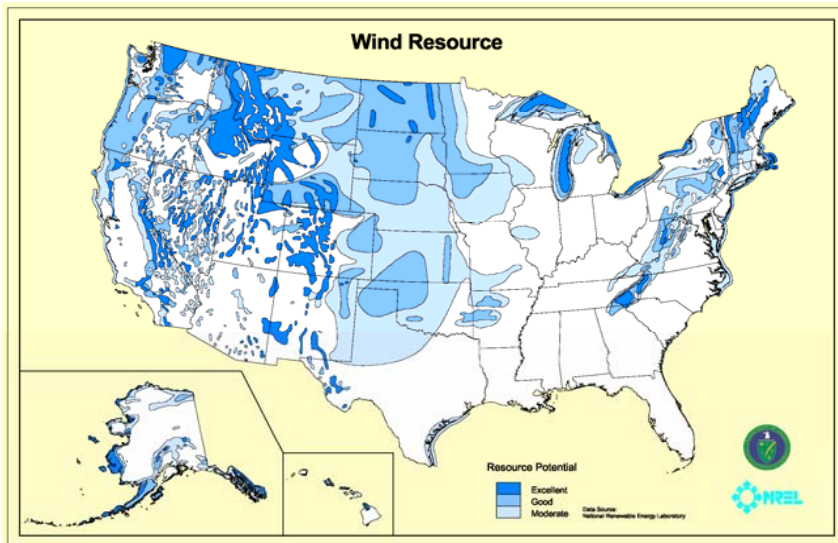 Wind Resource
Resource Potential
Excellent
Good
Moderate
Data Source:
National Renewable Energy Laboratory
NREL